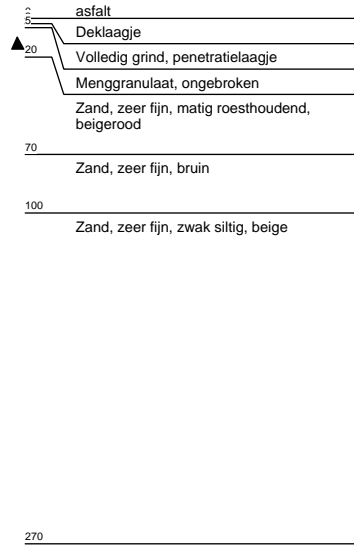 asfalt
5
Deklaagje
20
Volledig grind, penetratielaagje
Menggranulaat, ongebroken
Zand, zeer fijn, matig roesthoudend,
beigerood
70
Zand, zeer fijn, bruin
100
Zand, zeer fijn, zwak siltig, beige
270